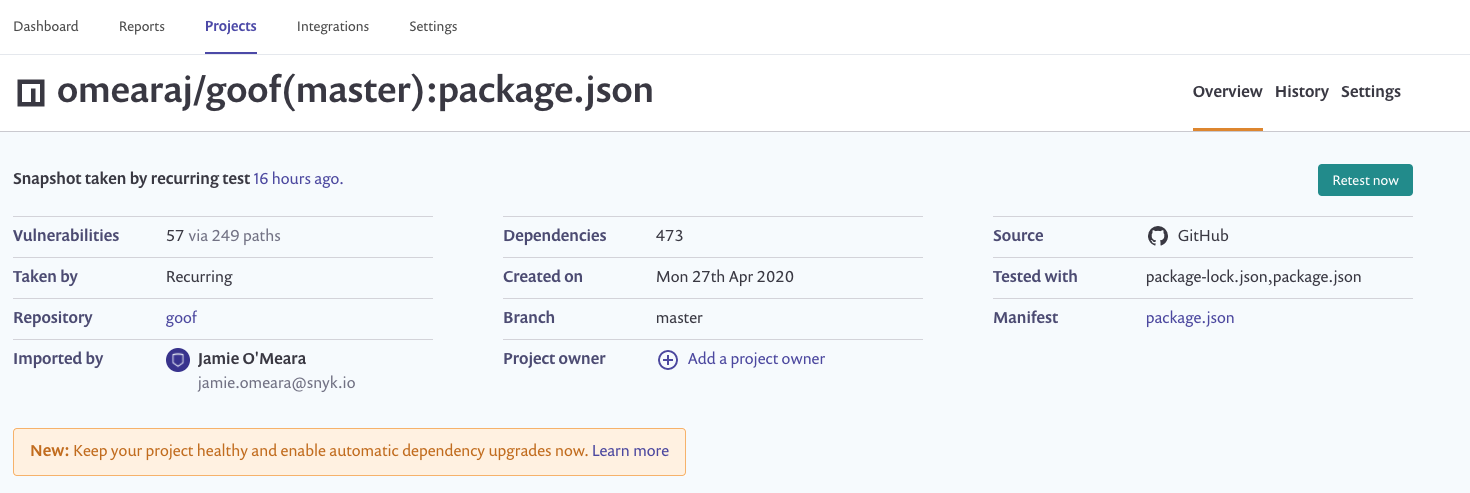 Dashboard Reports Projects Integrations Settings
omearaj/goof(master):package.json
Overview History Settings
Snapshot taken by recurring test 16 hours ago.
Retest now
Vulnerabilities 57 via 249 paths
Taken by Recurring
Repository goof
Imported by Jamie O'Meara
jamie.omeara@snyk.io
Dependencies 473
Created on Mon 27th Apr 2020
Branch master
Project owner Add a project owner
Source GitHub
Tested with package-lock.json,package.json
Manifest package.json
New: Keep your project healthy and enable automatic dependency upgrades now. Learn more